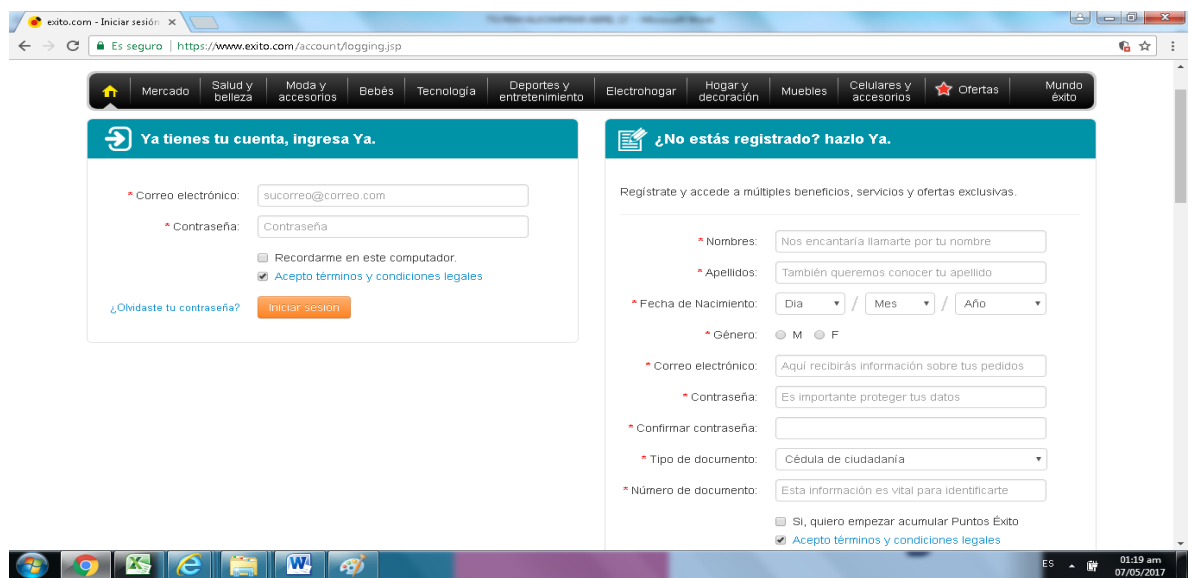 exito.com - Iniciar sesión
Es seguro | https://www.exito.com/account/logging.jsp
Mercado
Salud y
belleza
Moda y
accesorios
Bebés
Tecnología
Deportes y
entretenimiento
Electrohogar
Hogar y
decoración
Muebles
Celulares y
accesorios
Ofertas
Mundo
éxito
Ya tienes tu cuenta, ingresa Ya.
* Correo electrónico: sucorreo@correo.com
* Contraseña: Contraseña
Recordarme en este computador.
Acepto términos y condiciones legales
¿Olvidaste tu contraseña? Iniciar sesión
¿No estás registrado? hazlo Ya.
Regístrate y accede a múltiples beneficios, servicios y ofertas exclusivas.
* Nombres: Nos encantaría llamarte por tu nombre
* Apellidos: También queremos conocer tu apellido
* Fecha de Nacimiento: Dia / Mes / Año
* Género: M F
* Correo electrónico: Aquí recibirás información sobre tus pedidos
* Contraseña: Es importante proteger tus datos
* Confirmar contraseña:
* Tipo de documento: Cédula de ciudadanía
* Número de documento: Esta información es vital para identificarte
Si, quiero empezar acumular Puntos Éxito
Acepto términos y condiciones legales
ES
01:19 am
07/05/2017